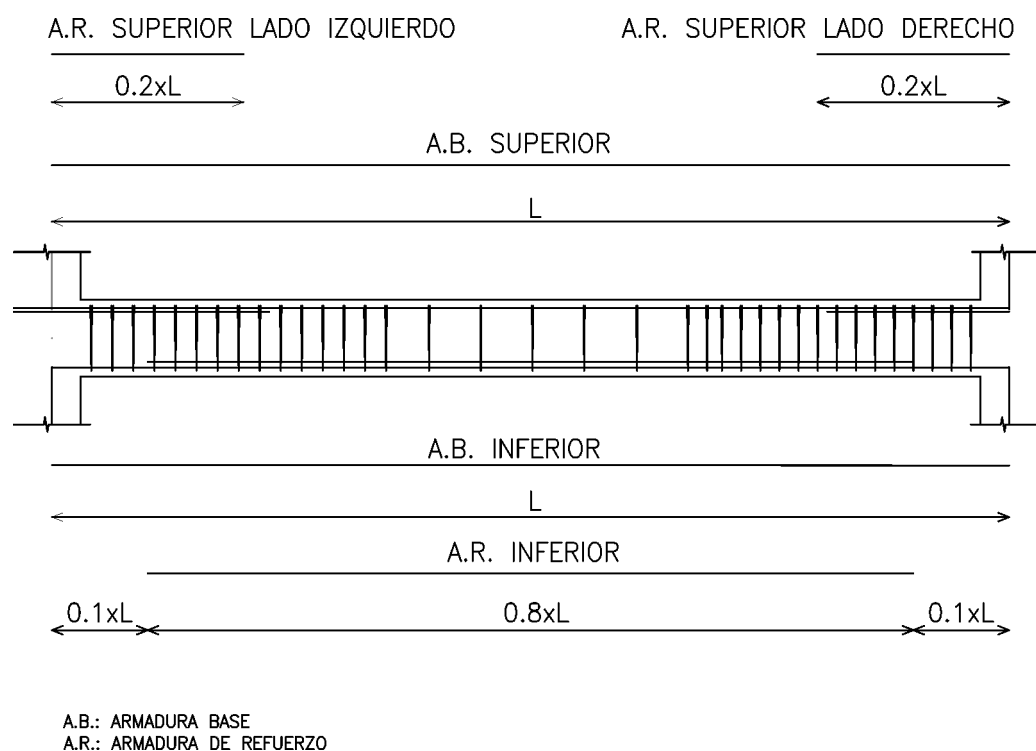 A.R. SUPERIOR LADO IZQUIERDO
A.R. SUPERIOR LADO DERECHO
0.2xL
0.2xL
A.B. SUPERIOR
L
A.B. INFERIOR
L
A.R. INFERIOR
0.1xL
0.8xL
0.1xL
A.B.: ARMADURA BASE
A.R.: ARMADURA DE REFUERZO